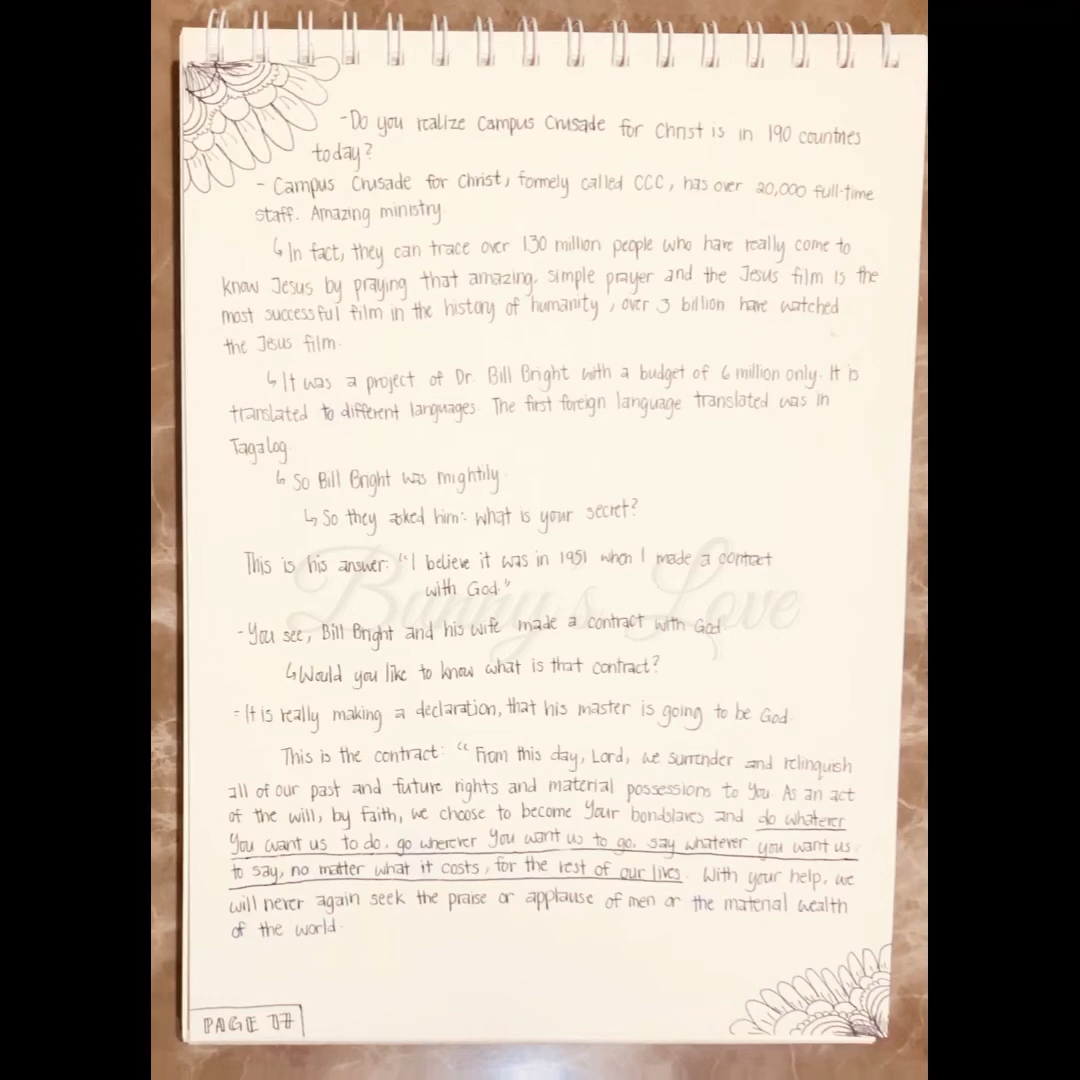 -Do you realize Campus Crusade for Christ is in 190 countries
today?
- Campus Crusade for Christ, formely called CCC, has over 20,000 full-time
staff. Amazing ministry
↳ In fact, they can trace over 130 million people who have really come to
know Jesus by praying that amazing, simple prayer and the Jesus film is the
most successful film in the history of humanity, over 3 billion have watched
the Jesus film.
↳ It was a project of Dr. Bill Bright with a budget of 6 million only. It is
translated to different languages. The first foreign language translated was in
Tagalog.
↳ So Bill Bright was mightily.
↳ So they asked him: what is your secret?
This is his answer: "I believe it was in 1951 when I made a contract
with God."
Bunny's Love
-You see, Bill Bright and his wife made a contract with God.
↳ Would you like to know what is that contract?
- It is really making a declaration, that his master is going to be God.
This is the contract: "From this day, Lord, we surrender and relinquish
all of our past and future rights and material possessions to You. As an act
of the will, by faith, we choose to become Your bondslaves and do whatever
You want us to do, go wherever You want us to go, say whatever you want us
to say, no matter what it costs, for the rest of our lives. With your help, we
will never again seek the praise or applause of men or the material wealth
of the world.
PAGE 17